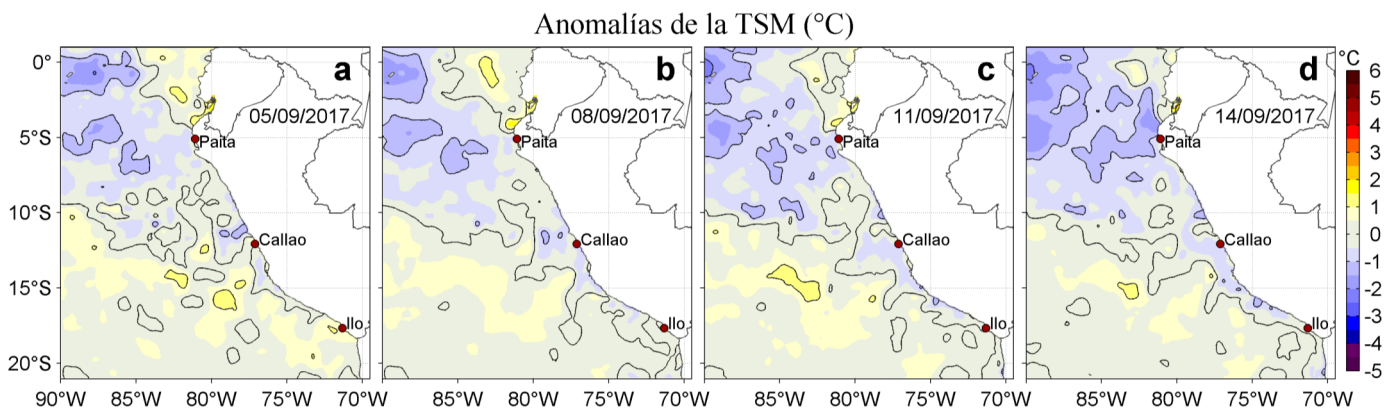 Anomalías de la TSM (°C)
a
05/09/2017
Paita
Callao
Ilo
b
08/09/2017
Paita
Callao
Ilo
c
11/09/2017
Paita
Callao
Ilo
d
14/09/2017
Paita
Callao
Ilo
0°
5°S
10°S
15°S
20°S
90°W 85°W 80°W 75°W 70°W
85°W 80°W 75°W 70°W
85°W 80°W 75°W 70°W
85°W 80°W 75°W 70°W
°C
6
5
4
3
2
1
0
-1
-2
-3
-4
-5